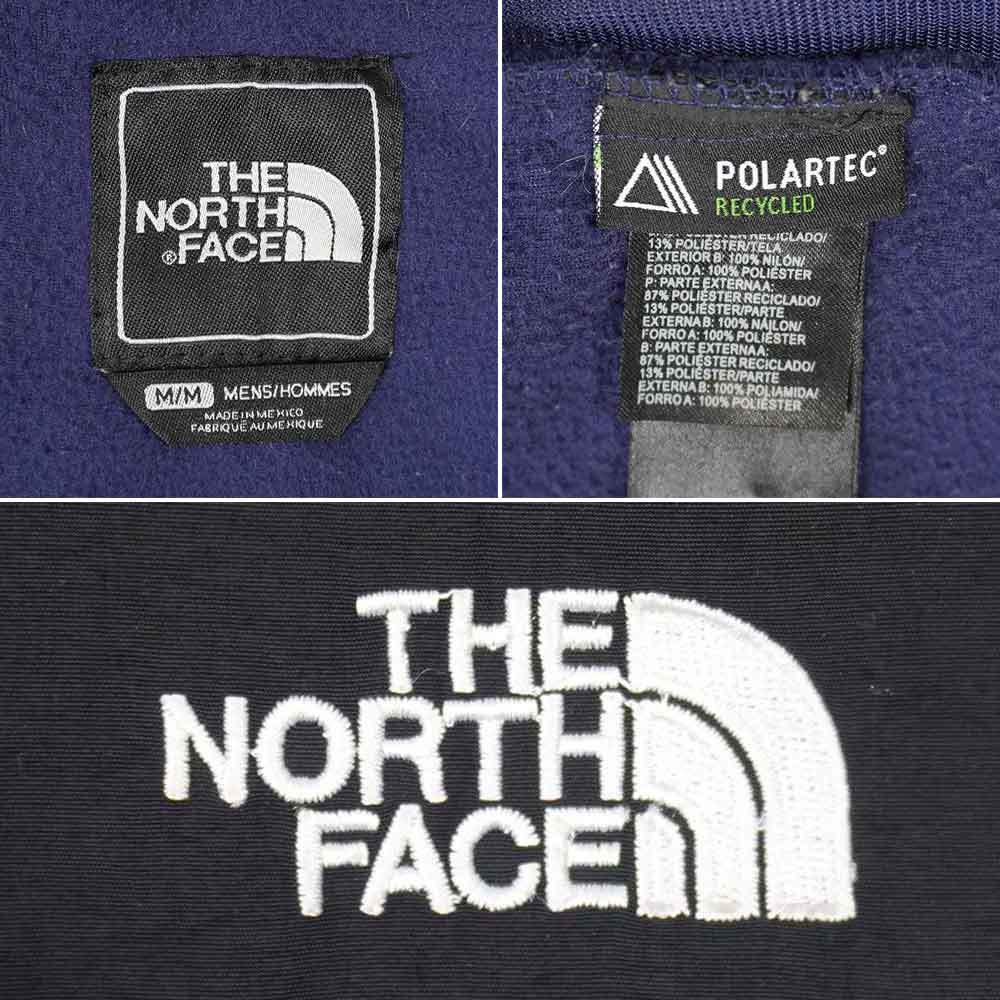 THE
NORTH
FACE
®
M/M MENS/HOMMES
MADE IN MEXICO
FABRIQUÉ AU MEXIQUE
POLARTEC®
RECYCLED
POLIÉSTER RECICLADO/
13% POLIÉSTER/TELA
EXTERIOR B: 100% NILÓN/
FORRO A: 100% POLIÉSTER
P: PARTE EXTERNA A:
87% POLIÉSTER RECICLADO/
13% POLIÉSTER/PARTE
EXTERNA B: 100% NÁILON/
FORRO A: 100% POLIÉSTER
B: PARTE EXTERNA A:
87% POLIÉSTER RECICLADO/
13% POLIÉSTER/PARTE
EXTERNA B: 100% POLIAMIDA/
FORRO A: 100% POLIÉSTER
THE
NORTH
FACE